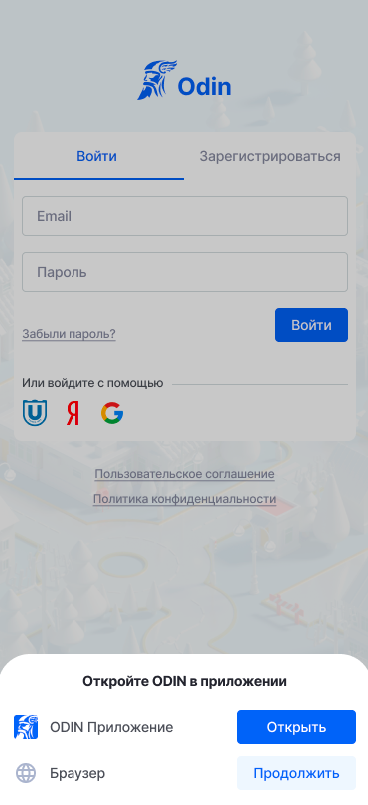 Odin
Войти Зарегистрироваться
Email
Пароль
Забыли пароль? Войти
Или войдите с помощью
Я
Пользовательское соглашение
Политика конфиденциальности
Откройте ODIN в приложении
ODIN Приложение Открыть
Браузер Продолжить